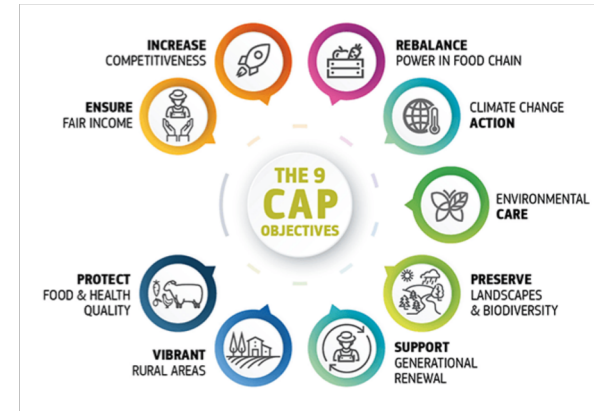 INCREASE
COMPETITIVENESS
REBALANCE
POWER IN FOOD CHAIN
ENSURE
FAIR INCOME
CLIMATE CHANGE
ACTION
THE 9
CAP
OBJECTIVES
ENVIRONMENTAL
CARE
PROTECT
FOOD & HEALTH
QUALITY
PRESERVE
LANDSCAPES
& BIODIVERSITY
VIBRANT
RURAL AREAS
SUPPORT
GENERATIONAL
RENEWAL